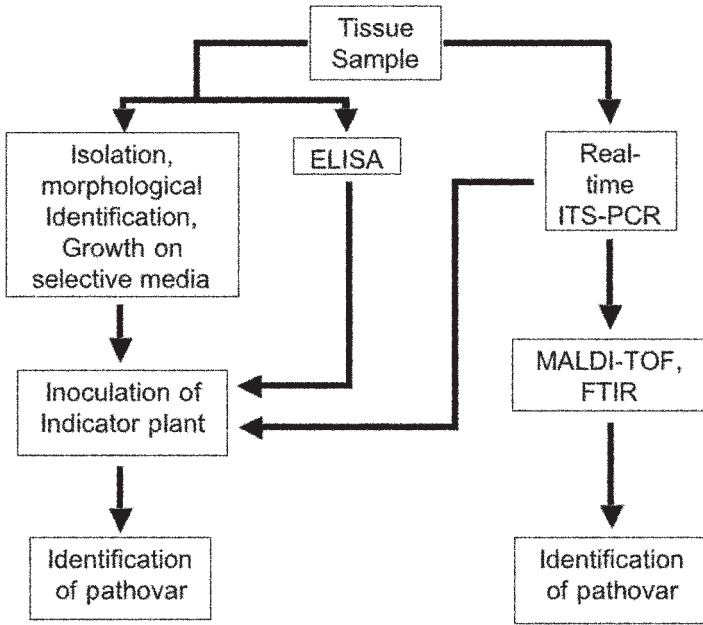 Tissue
Sample
Isolation,
morphological
Identification,
Growth on
selective media
ELISA
Real-
time
ITS-PCR
Inoculation of
Indicator plant
MALDI-TOF,
FTIR
Identification
of pathovar
Identification
of pathovar